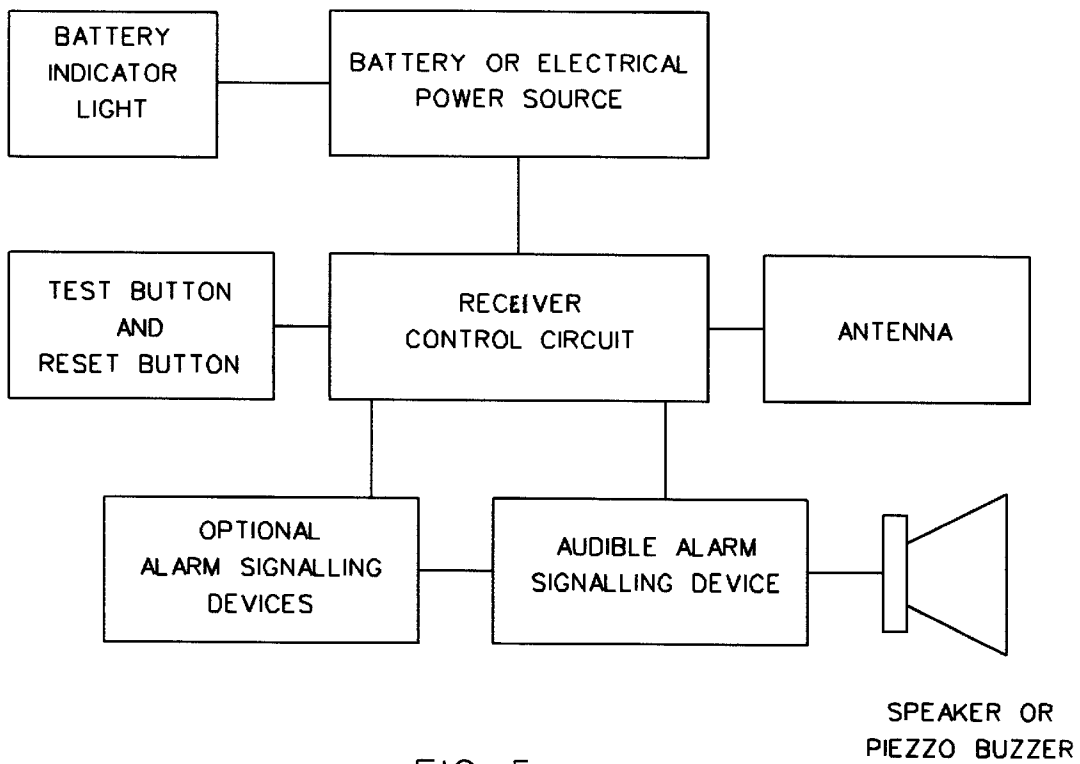 BATTERY
INDICATOR
LIGHT
BATTERY OR ELECTRICAL
POWER SOURCE
TEST BUTTON
AND
RESET BUTTON
RECEIVER
CONTROL CIRCUIT
ANTENNA
OPTIONAL
ALARM SIGNALLING
DEVICES
AUDIBLE ALARM
SIGNALLING DEVICE
SPEAKER OR
PIEZZO BUZZER